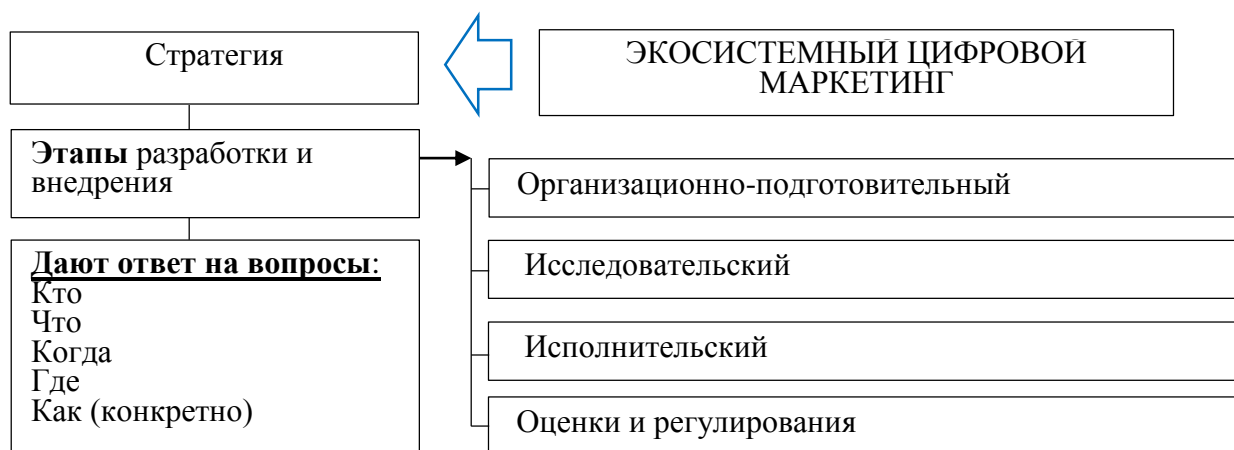 Стратегия
ЭКОСИСТЕМНЫЙ ЦИФРОВОЙ
МАРКЕТИНГ
Этапы разработки и
внедрения
Дают ответ на вопросы:
Кто
Что
Когда
Где
Как (конкретно)
Организационно-подготовительный
Исследовательский
Исполнительский
Оценки и регулирования